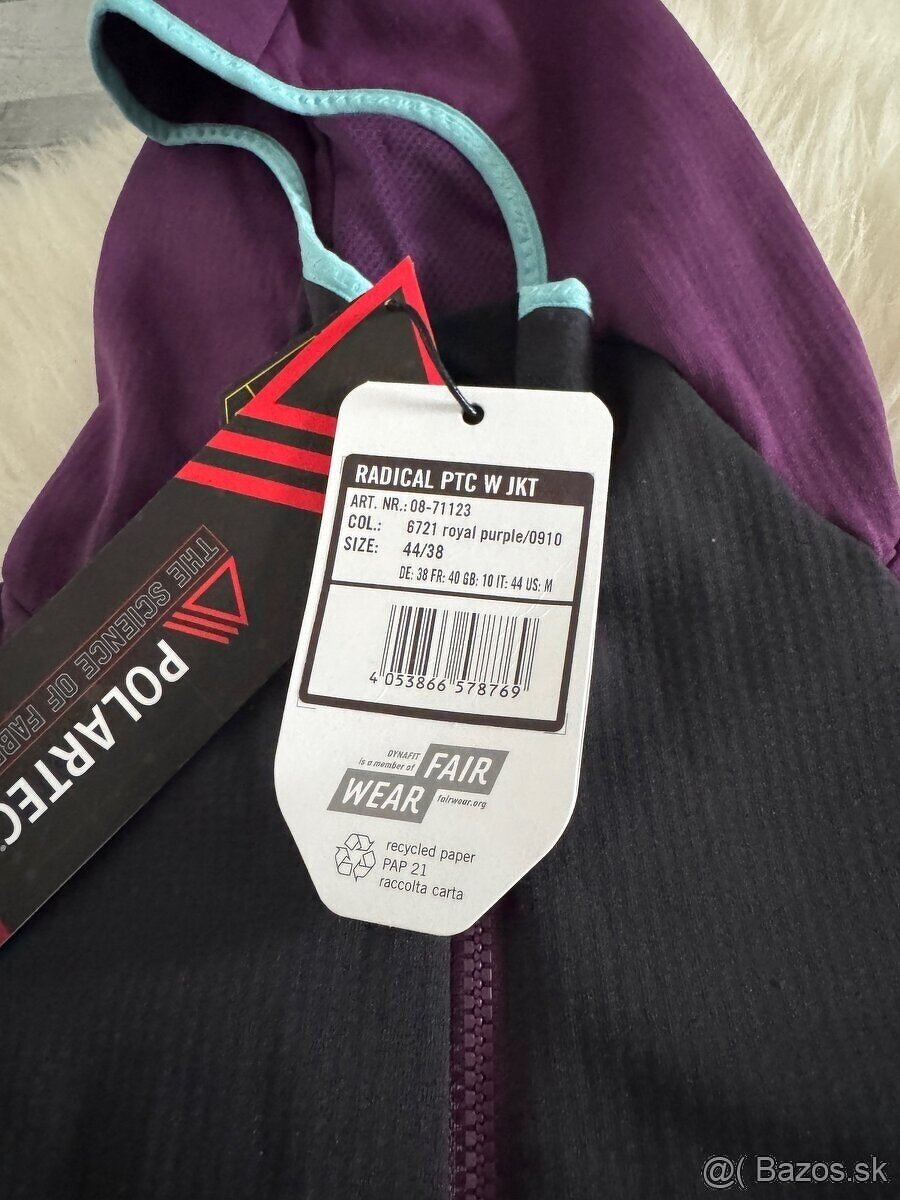 RADICAL PTC W JKT
ART. NR.: 08-71123
COL.: 6721 royal purple/0910
SIZE: 44/38
DE: 38 FR: 40 GB: 10 IT: 44 US: M
4 053866 578769
DYNAFIT
is a member of
FAIR
WEAR
fairwear.org
recycled paper
PAP 21
raccolta carta
THE SCIENCE OF FABR
POLARTEC
@( Bazos.sk